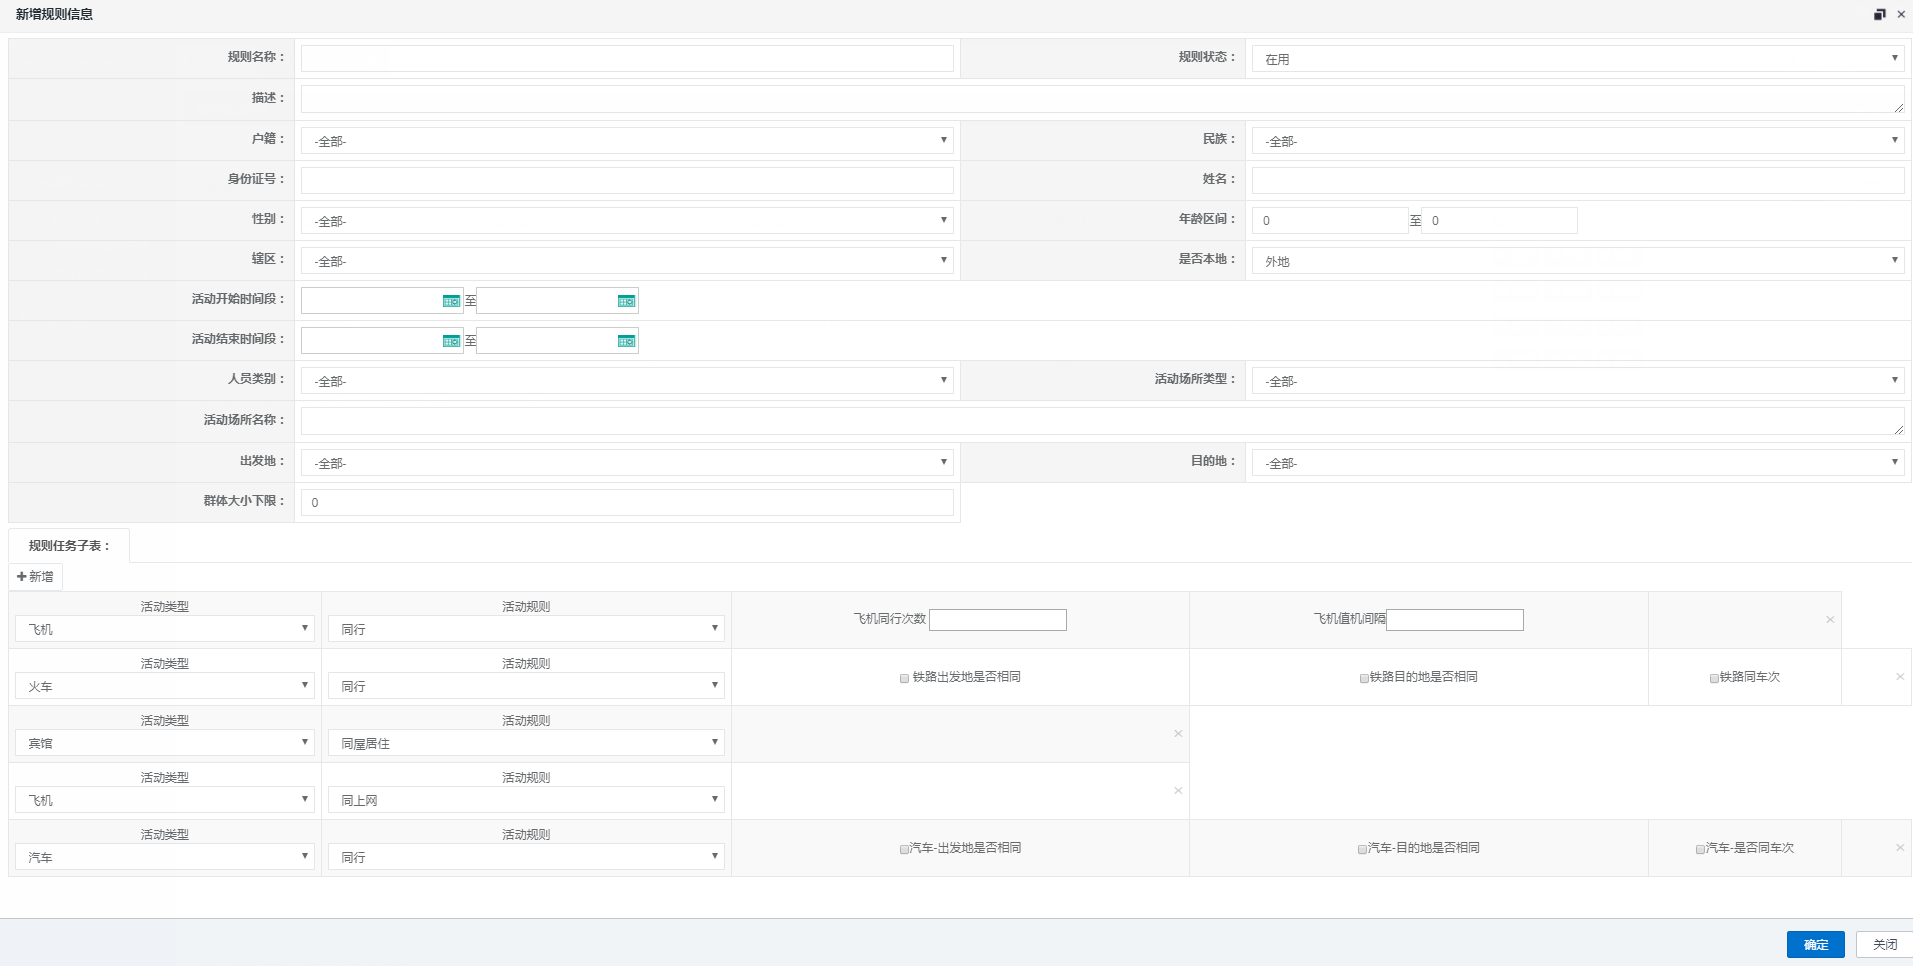 新增规则信息
规则名称： 规则状态： 在用
描述：
户籍： -全部- 民族： -全部-
身份证号： 姓名：
性别： -全部- 年龄区间： 0 至 0
辖区： -全部- 是否本地： 外地
活动开始时间段： 至
活动结束时间段： 至
人员类别： -全部- 活动场所类型： -全部-
活动场所名称：
出发地： -全部- 目的地： -全部-
群体大小下限： 0
规则任务子表：
新增
活动类型 活动规则
飞机 同行 飞机同行次数 飞机值机间隔
活动类型 活动规则
火车 同行 铁路出发地是否相同 铁路目的地是否相同 铁路同车次
活动类型 活动规则
宾馆 同屋居住
活动类型 活动规则
飞机 同上网
活动类型 活动规则
汽车 同行 汽车-出发地是否相同 汽车-目的地是否相同 汽车-是否同车次
确定 关闭